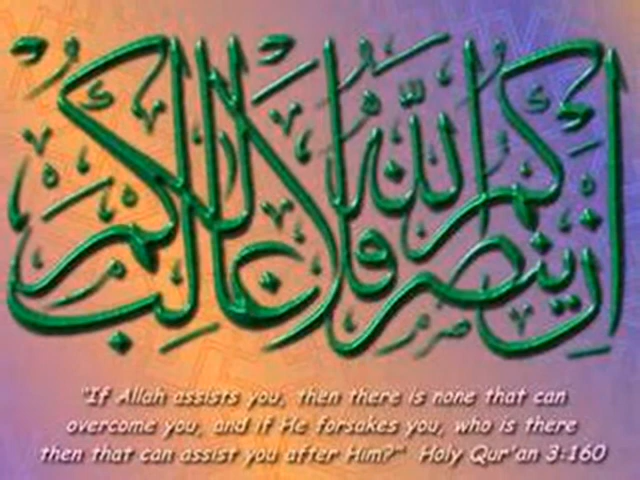 إن ينصركم الله فلا غالب لكم
"If Allah assists you, then there is none that can
overcome you, and if He forsakes you, who is there
then that can assist you after Him?" Holy Qur'an 3:160